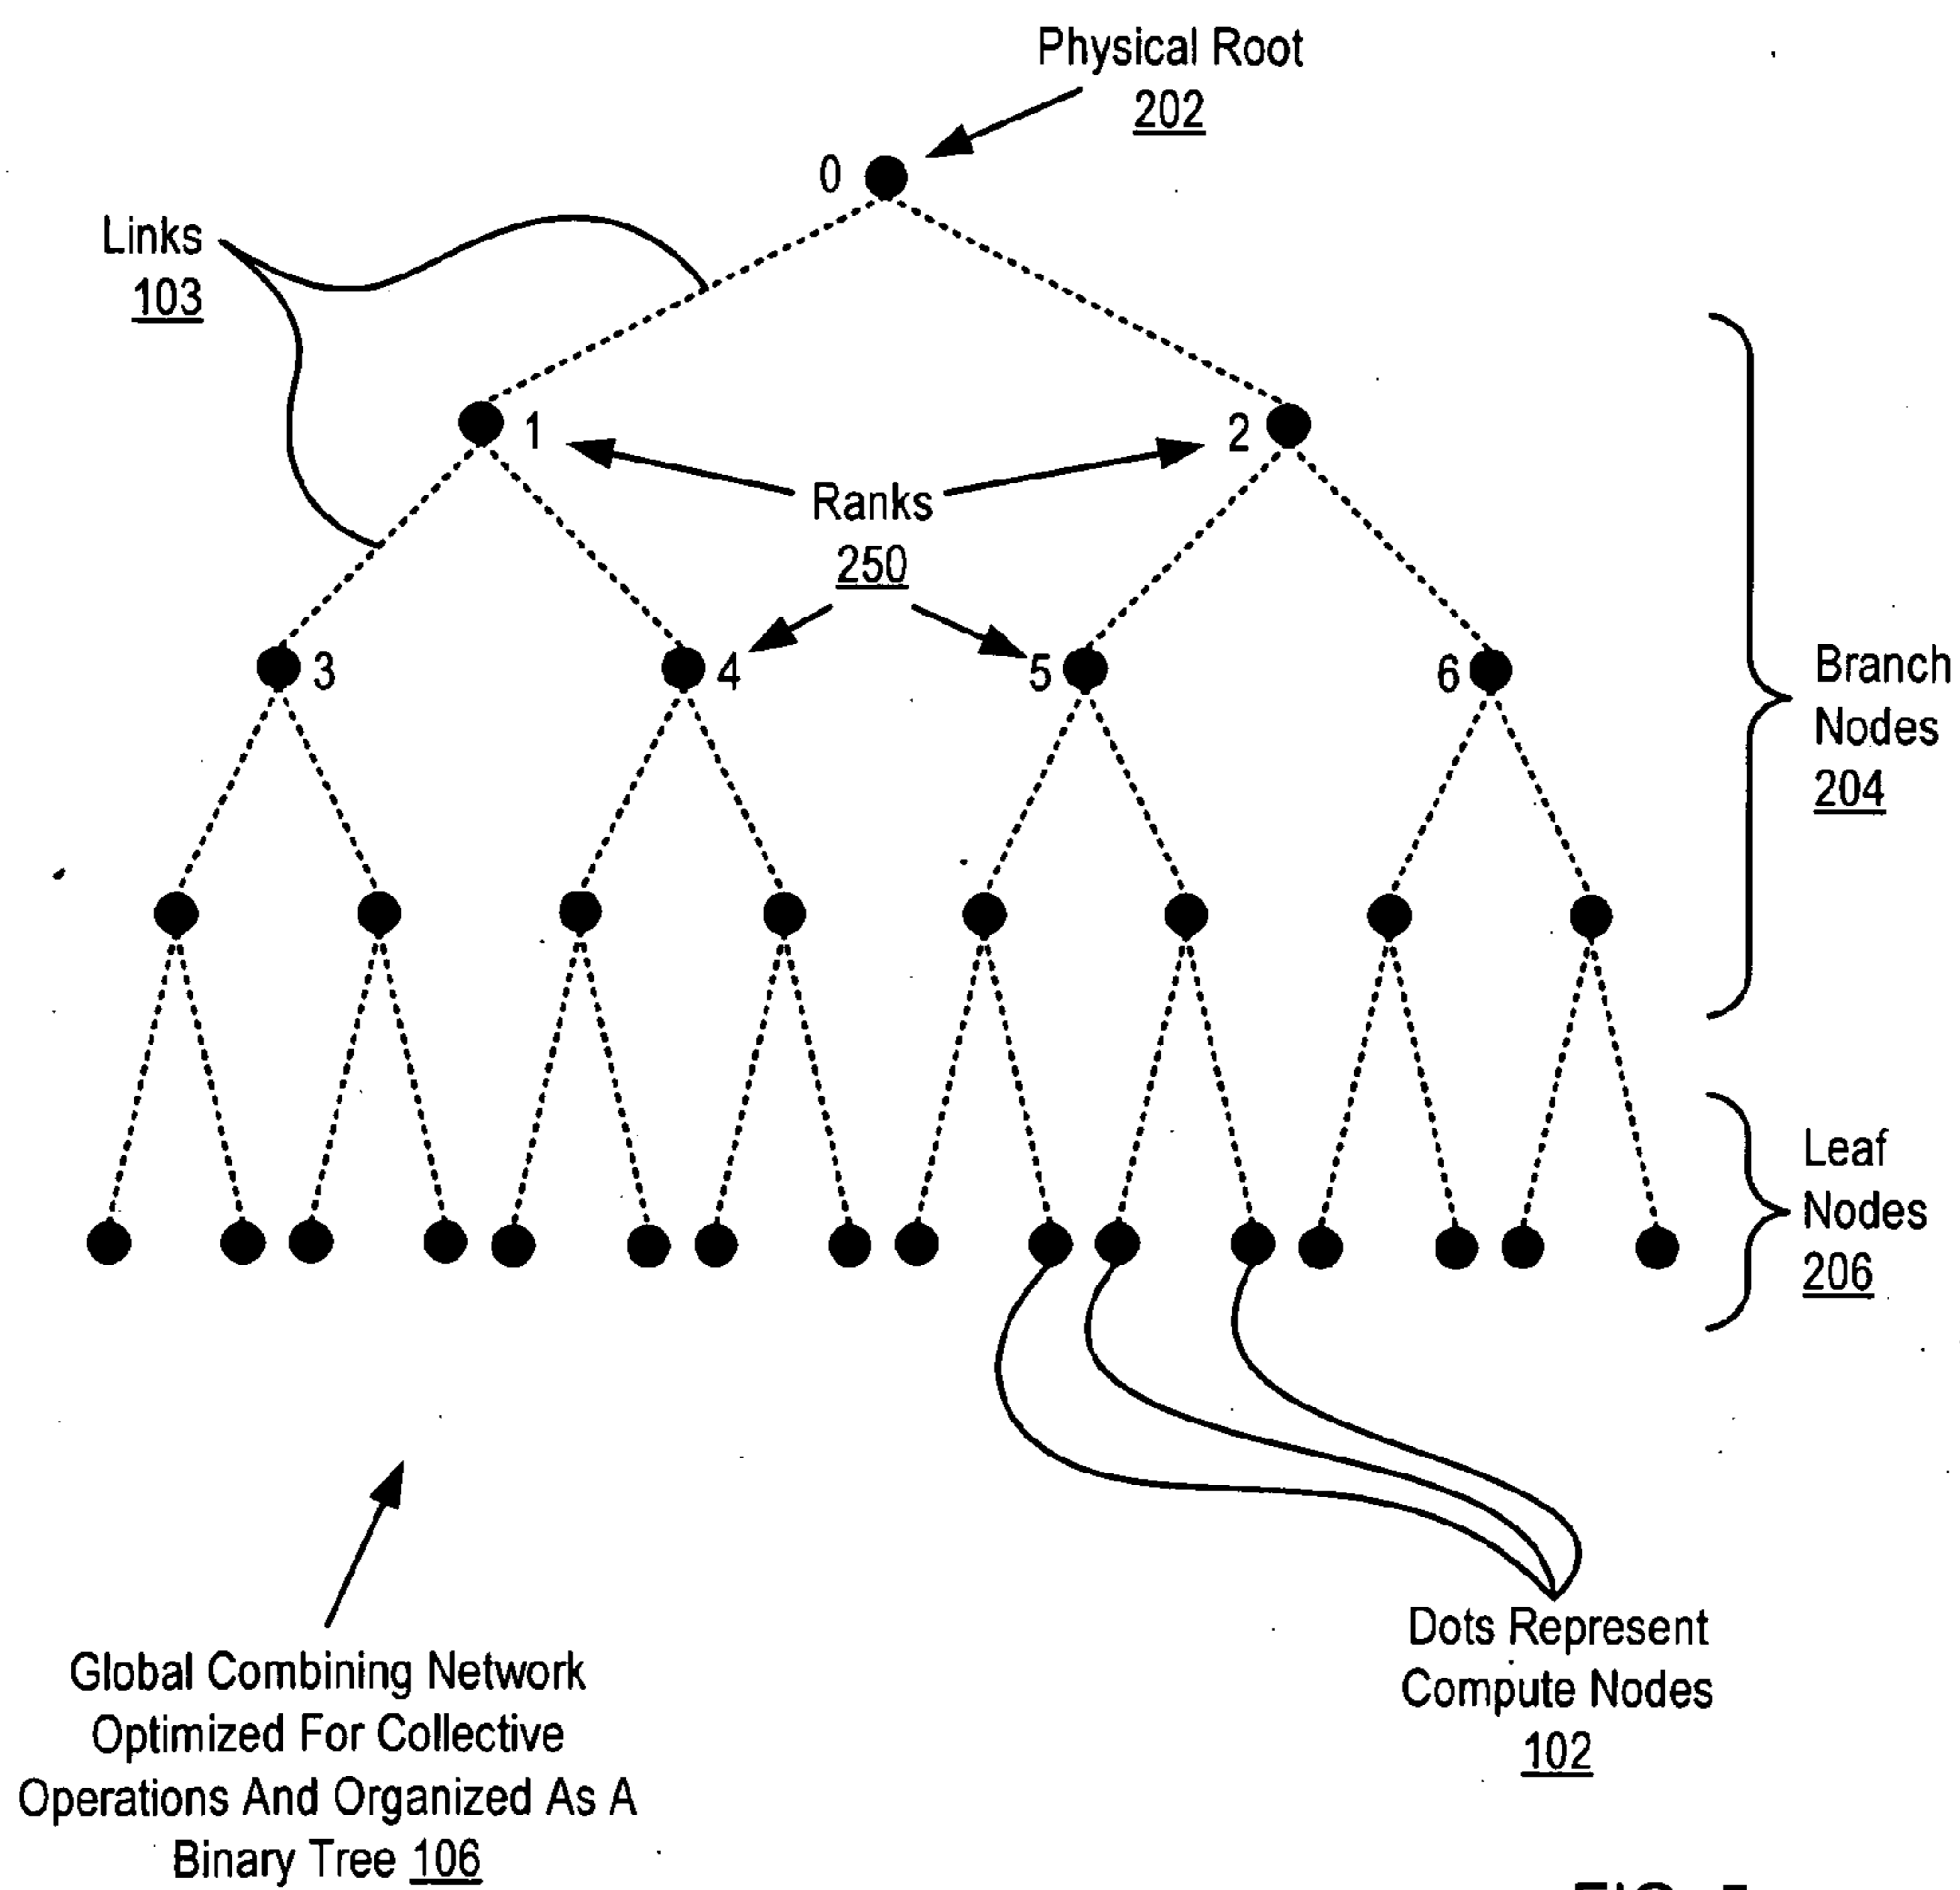 Physical Root
202
0
Links
103
1
2
Ranks
250
3
4
5
6
Branch
Nodes
204
Leaf
Nodes
206
Dots Represent
Compute Nodes
102
Global Combining Network
Optimized For Collective
Operations And Organized As A
Binary Tree 106